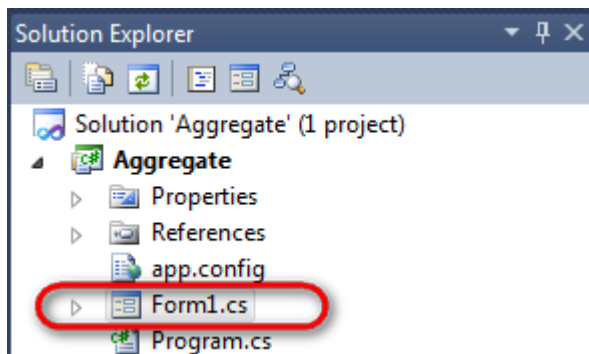 Solution Explorer
Solution 'Aggregate' (1 project)
Aggregate
Properties
References
app.config
Form1.cs
Program.cs